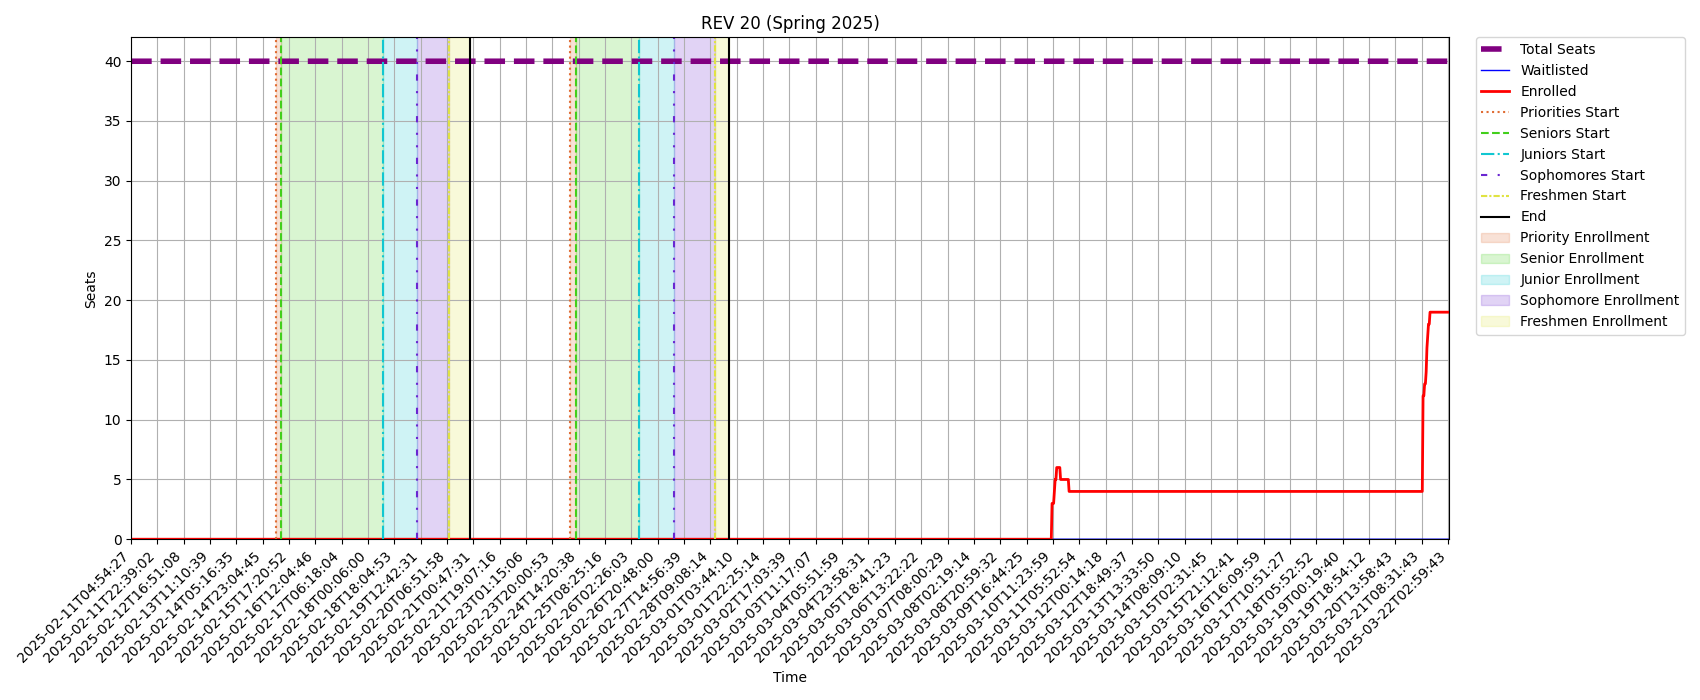 REV 20 (Spring 2025)
Seats
40
35
30
25
20
15
10
5
0
2025-02-11T04:54:27
2025-02-11T22:39:02
2025-02-12T16:51:08
2025-02-13T11:10:39
2025-02-14T05:16:35
2025-02-14T23:04:45
2025-02-15T17:20:52
2025-02-16T12:04:46
2025-02-17T06:18:04
2025-02-18T00:06:00
2025-02-18T18:04:53
2025-02-19T12:42:31
2025-02-20T06:51:58
2025-02-21T00:47:31
2025-02-21T19:07:16
2025-02-23T01:15:06
2025-02-23T20:00:53
2025-02-24T14:20:38
2025-02-25T08:25:16
2025-02-26T02:26:03
2025-02-26T20:48:00
2025-02-27T14:56:39
2025-02-28T09:08:14
2025-03-01T03:44:10
2025-03-01T22:25:14
2025-03-02T17:03:39
2025-03-03T11:17:07
2025-03-04T05:51:59
2025-03-04T23:58:31
2025-03-05T18:41:23
2025-03-06T13:22:22
2025-03-07T08:00:29
2025-03-08T02:19:14
2025-03-08T20:59:32
2025-03-09T16:44:25
2025-03-10T11:23:59
2025-03-11T05:52:54
2025-03-12T00:14:18
2025-03-12T18:49:37
2025-03-13T13:33:50
2025-03-14T08:09:10
2025-03-15T02:31:45
2025-03-15T21:12:41
2025-03-16T16:09:59
2025-03-17T10:51:27
2025-03-18T05:52:52
2025-03-19T00:19:40
2025-03-19T18:54:12
2025-03-20T13:58:43
2025-03-21T08:31:43
2025-03-22T02:59:43
Time
Total Seats
Waitlisted
Enrolled
Priorities Start
Seniors Start
Juniors Start
Sophomores Start
Freshmen Start
End
Priority Enrollment
Senior Enrollment
Junior Enrollment
Sophomore Enrollment
Freshmen Enrollment